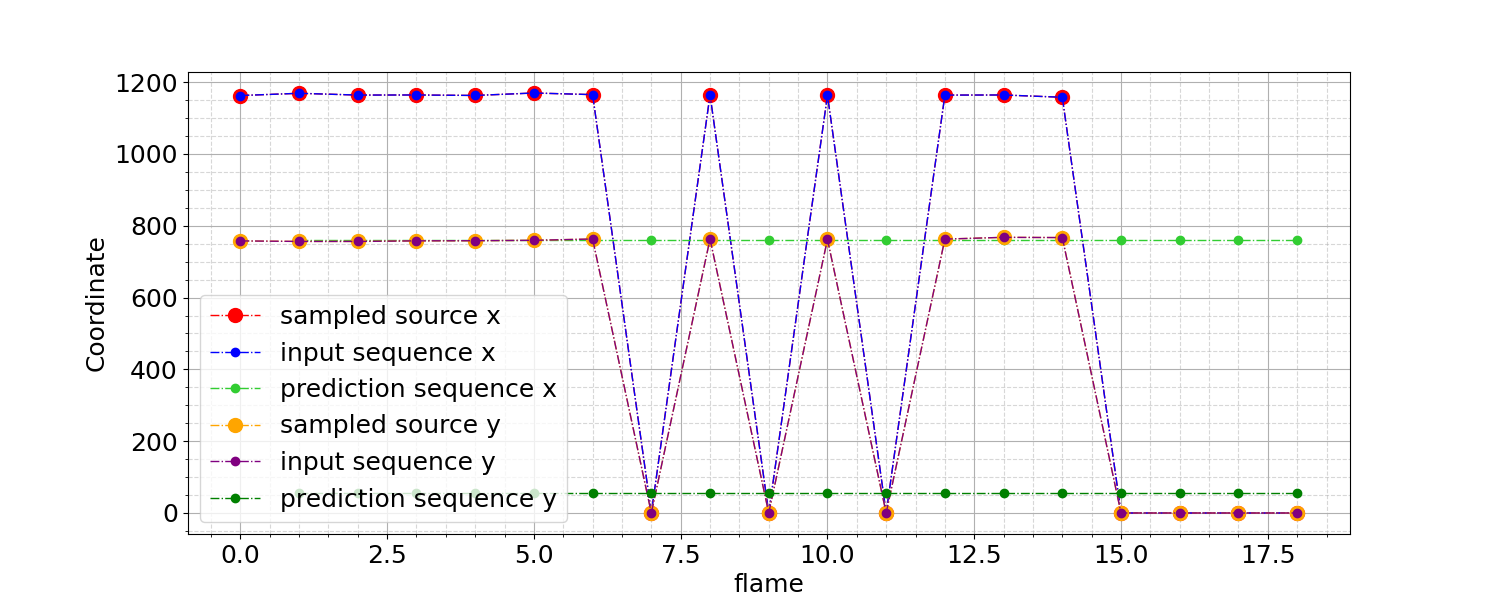 1200
1000
800
600
400
200
0
Coordinate
sampled source x
input sequence x
prediction sequence x
sampled source y
input sequence y
prediction sequence y
0.0 2.5 5.0 7.5 10.0 12.5 15.0 17.5
flame